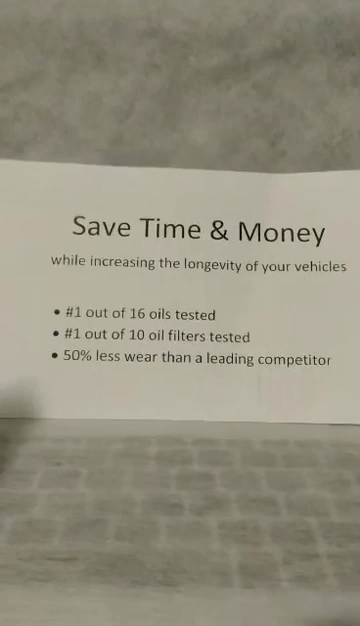 Save Time & Money
while increasing the longevity of your vehicles
• #1 out of 16 oils tested
• #1 out of 10 oil filters tested
• 50% less wear than a leading competitor